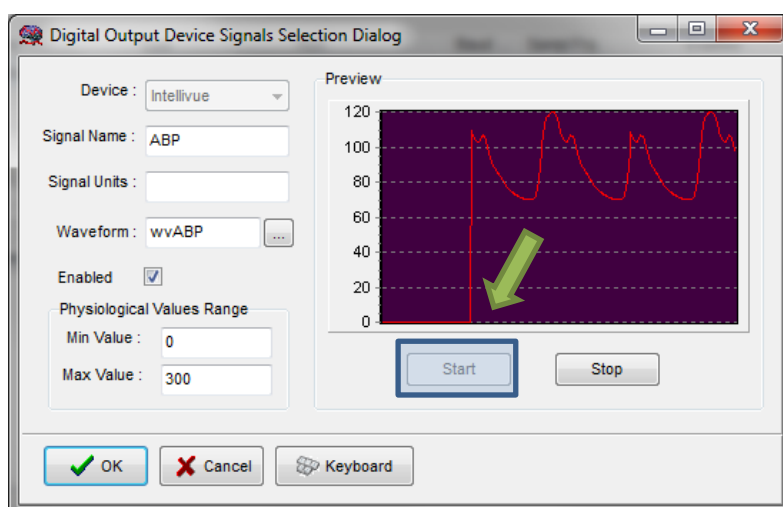 Digital Output Device Signals Selection Dialog
Device :
Intellivue
Signal Name :
ABP
Signal Units :
Waveform :
wvABP
...
Enabled
Physiological Values Range
Min Value :
0
Max Value :
300
Preview
120
100
80
60
40
20
0
Start
Stop
OK
Cancel
Keyboard